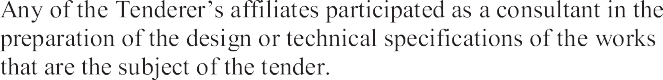 Any of the Tenderer’s affiliates participated as a consultant in the
preparation of the design or technical specifications of the works
that are the subject of the tender.